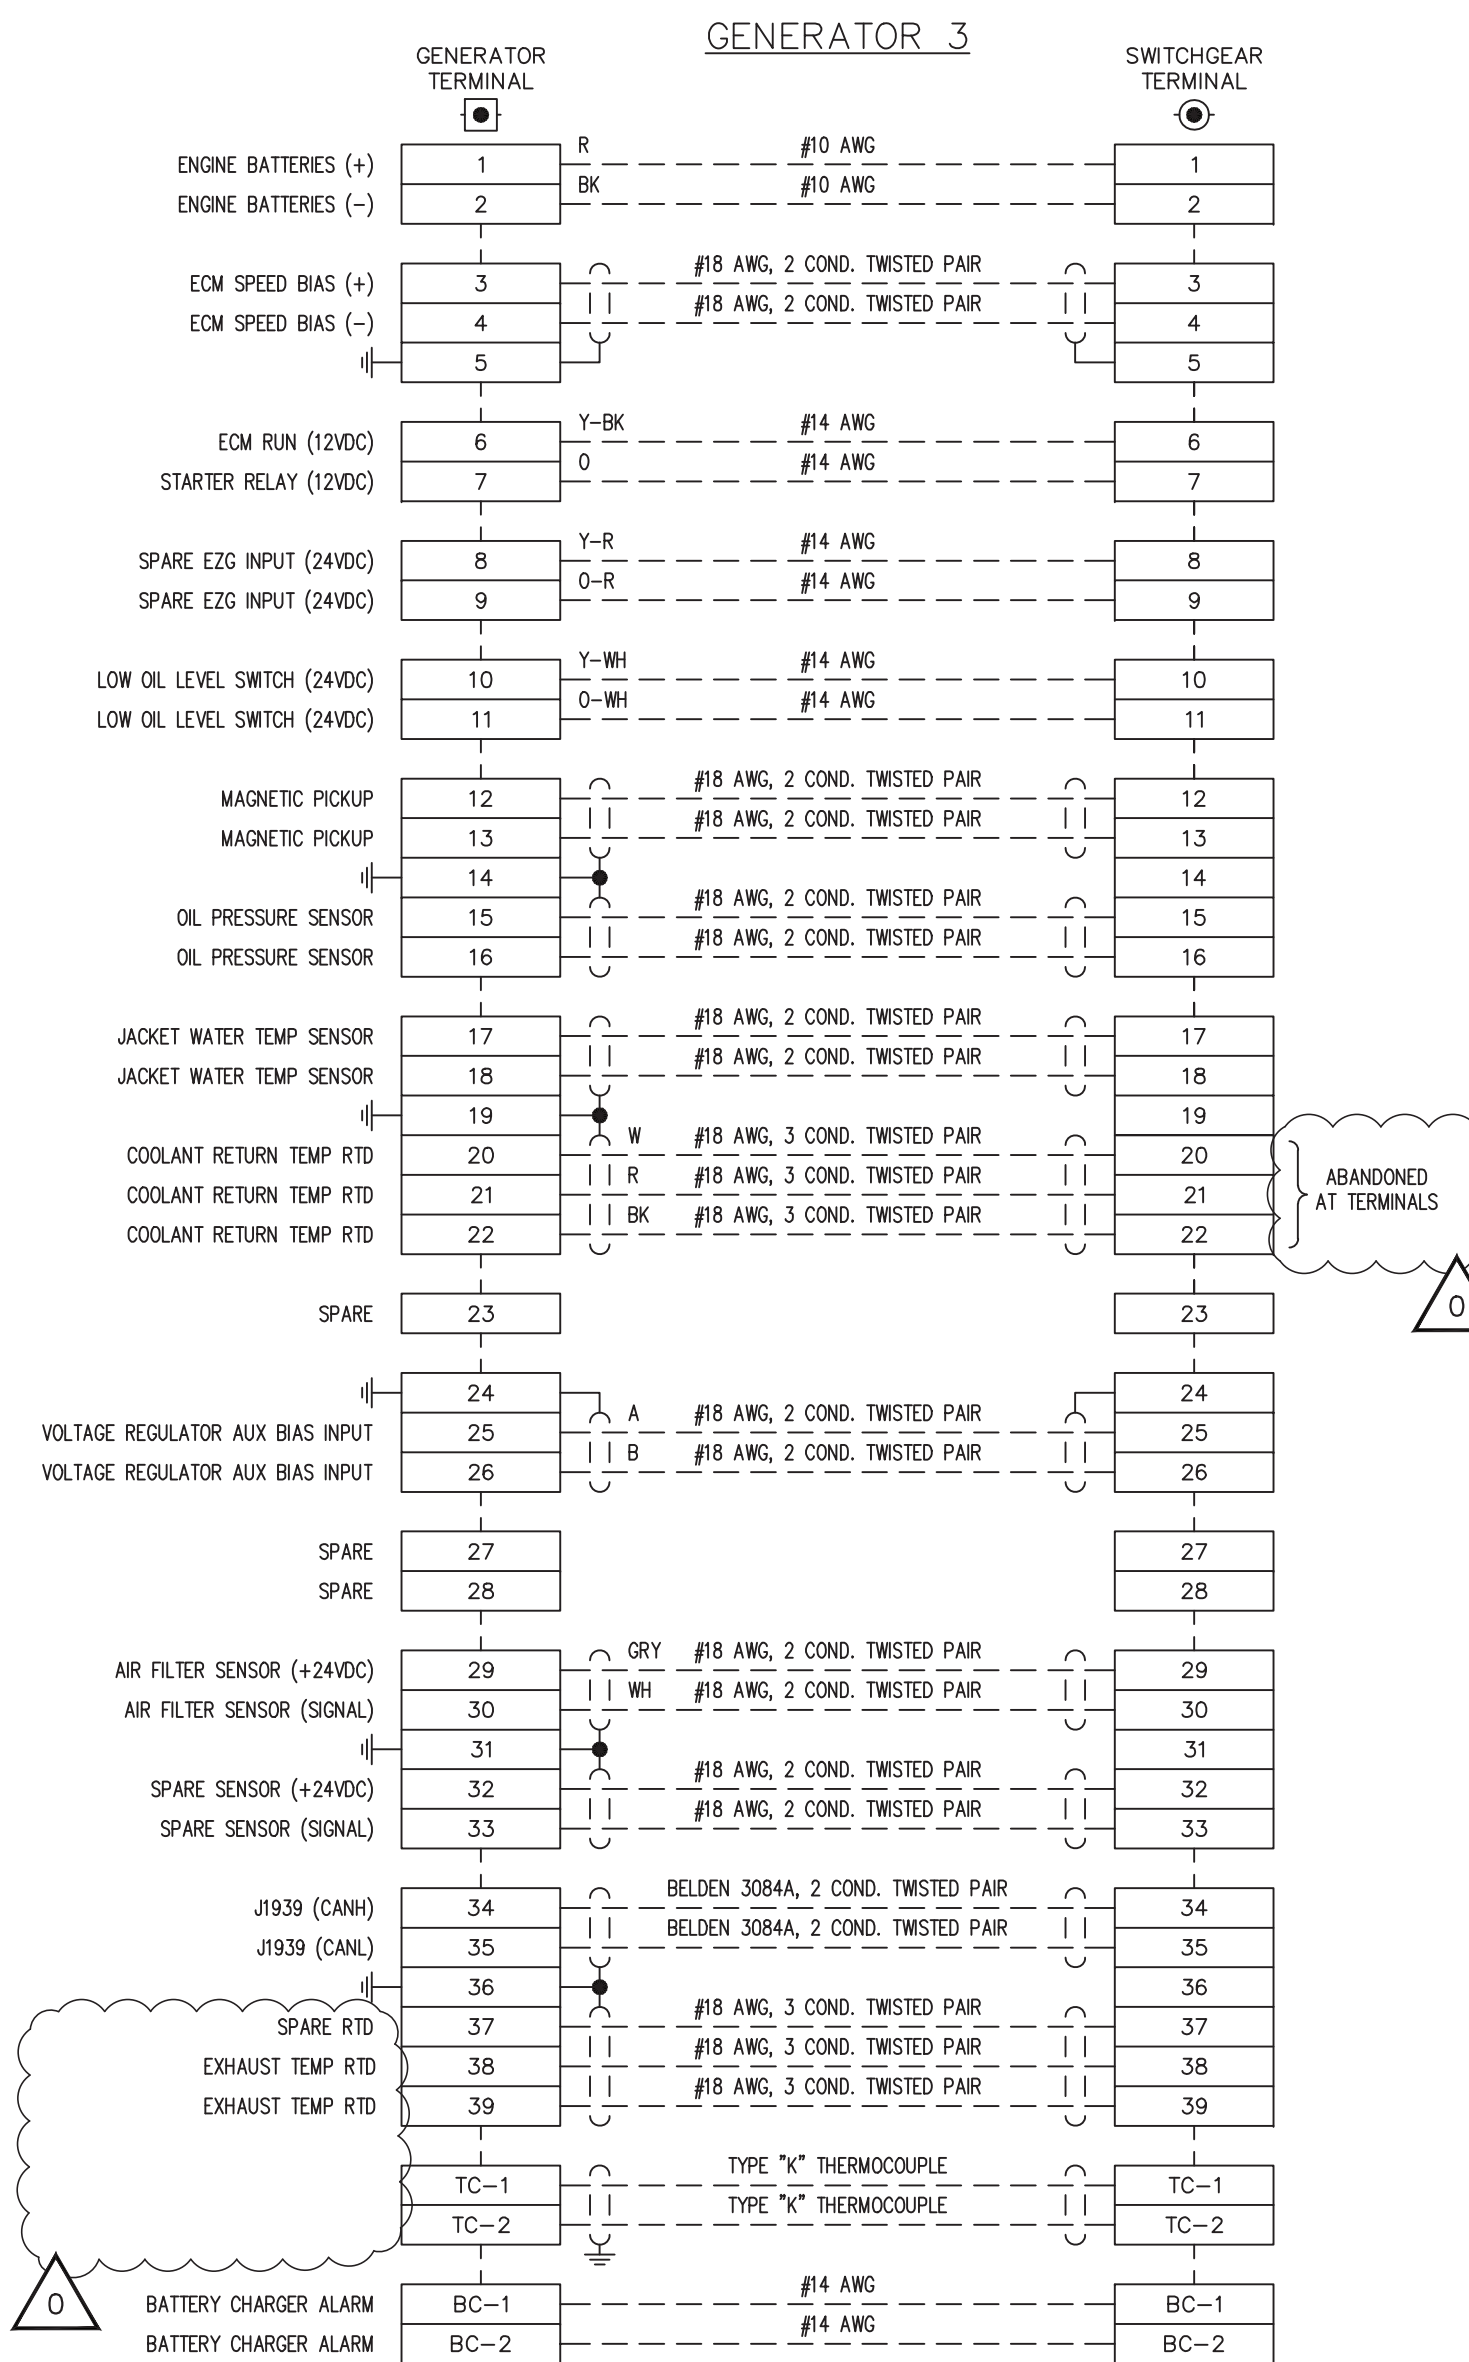 GENERATOR 3
GENERATOR
TERMINAL
SWITCHGEAR
TERMINAL
ENGINE BATTERIES (+) 1 R #10 AWG 1
ENGINE BATTERIES (-) 2 BK #10 AWG 2
ECM SPEED BIAS (+) 3 #18 AWG, 2 COND. TWISTED PAIR 3
ECM SPEED BIAS (-) 4 #18 AWG, 2 COND. TWISTED PAIR 4
5 5
ECM RUN (12VDC) 6 Y-BK #14 AWG 6
STARTER RELAY (12VDC) 7 O #14 AWG 7
SPARE EZG INPUT (24VDC) 8 Y-R #14 AWG 8
SPARE EZG INPUT (24VDC) 9 O-R #14 AWG 9
LOW OIL LEVEL SWITCH (24VDC) 10 Y-WH #14 AWG 10
LOW OIL LEVEL SWITCH (24VDC) 11 O-WH #14 AWG 11
MAGNETIC PICKUP 12 #18 AWG, 2 COND. TWISTED PAIR 12
MAGNETIC PICKUP 13 #18 AWG, 2 COND. TWISTED PAIR 13
14 14
OIL PRESSURE SENSOR 15 #18 AWG, 2 COND. TWISTED PAIR 15
OIL PRESSURE SENSOR 16 #18 AWG, 2 COND. TWISTED PAIR 16
JACKET WATER TEMP SENSOR 17 #18 AWG, 2 COND. TWISTED PAIR 17
JACKET WATER TEMP SENSOR 18 #18 AWG, 2 COND. TWISTED PAIR 18
19 19
COOLANT RETURN TEMP RTD 20 W #18 AWG, 3 COND. TWISTED PAIR 20
COOLANT RETURN TEMP RTD 21 R #18 AWG, 3 COND. TWISTED PAIR 21
COOLANT RETURN TEMP RTD 22 BK #18 AWG, 3 COND. TWISTED PAIR 22
ABANDONED
AT TERMINALS
0
SPARE 23 23
24 24
VOLTAGE REGULATOR AUX BIAS INPUT 25 A #18 AWG, 2 COND. TWISTED PAIR 25
VOLTAGE REGULATOR AUX BIAS INPUT 26 B #18 AWG, 2 COND. TWISTED PAIR 26
SPARE 27 27
SPARE 28 28
AIR FILTER SENSOR (+24VDC) 29 GRY #18 AWG, 2 COND. TWISTED PAIR 29
AIR FILTER SENSOR (SIGNAL) 30 WH #18 AWG, 2 COND. TWISTED PAIR 30
31 31
SPARE SENSOR (+24VDC) 32 #18 AWG, 2 COND. TWISTED PAIR 32
SPARE SENSOR (SIGNAL) 33 #18 AWG, 2 COND. TWISTED PAIR 33
J1939 (CANH) 34 BELDEN 3084A, 2 COND. TWISTED PAIR 34
J1939 (CANL) 35 BELDEN 3084A, 2 COND. TWISTED PAIR 35
36 36
SPARE RTD 37 #18 AWG, 3 COND. TWISTED PAIR 37
EXHAUST TEMP RTD 38 #18 AWG, 3 COND. TWISTED PAIR 38
EXHAUST TEMP RTD 39 #18 AWG, 3 COND. TWISTED PAIR 39
TC-1 TYPE "K" THERMOCOUPLE TC-1
TC-2 TYPE "K" THERMOCOUPLE TC-2
0
BATTERY CHARGER ALARM BC-1 #14 AWG BC-1
BATTERY CHARGER ALARM BC-2 #14 AWG BC-2